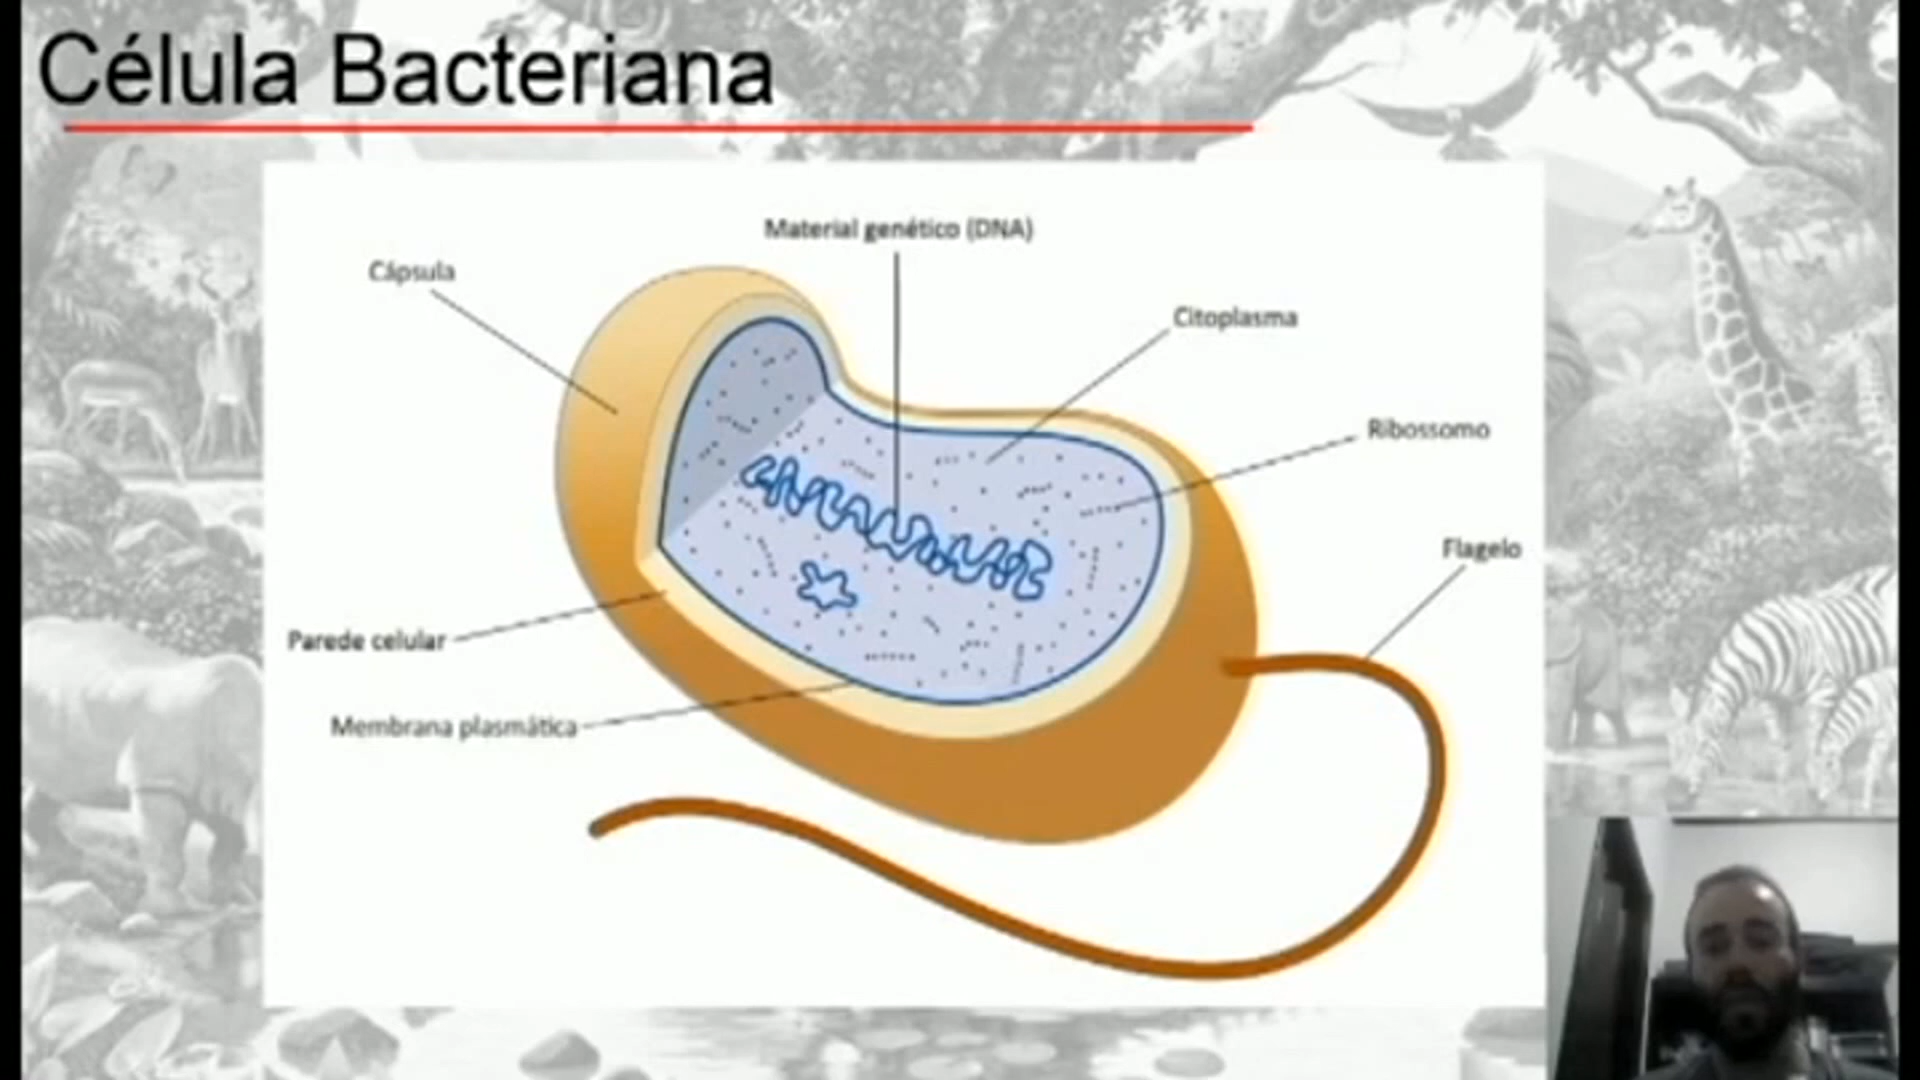 Célula Bacteriana
Material genético (DNA)
Cápsula
Citoplasma
Ribossomo
Flagelo
Parede celular
Membrana plasmática